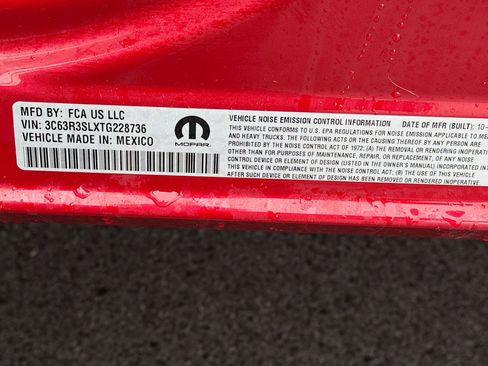 MFD BY: FCA US LLC
VIN: 3C63R3SLXTG228736
VEHICLE MADE IN: MEXICO
MOPAR
VEHICLE NOISE EMISSION CONTROL INFORMATION DATE OF MFR (BUILT): 10-
THIS VEHICLE CONFORMS TO U.S. EPA REGULATIONS FOR NOISE EMISSION APPLICABLE TO MED
AND HEAVY TRUCKS. THE FOLLOWING ACTS OR THE CAUSING THEREOF BY ANY PERSON ARE
PROHIBITED BY THE NOISE CONTROL ACT OF 1972: (A) THE REMOVAL OR RENDERING INOPERATI
OTHER THAN FOR PURPOSES OF MAINTENANCE, REPAIR, OR REPLACEMENT, OF ANY NOISE CON
DEVICE OR ELEMENT OF DESIGN (LISTED IN THE OWNER'S MANUAL) INCORPORATED INT
THIS VEHICLE IN COMPLIANCE WITH THE NOISE CONTROL ACT; (B) THE USE OF THIS VEHICLE
AFTER SUCH DEVICE OR ELEMENT OF DESIGN HAS BEEN REMOVED OR RENDERED INOPERATIVE